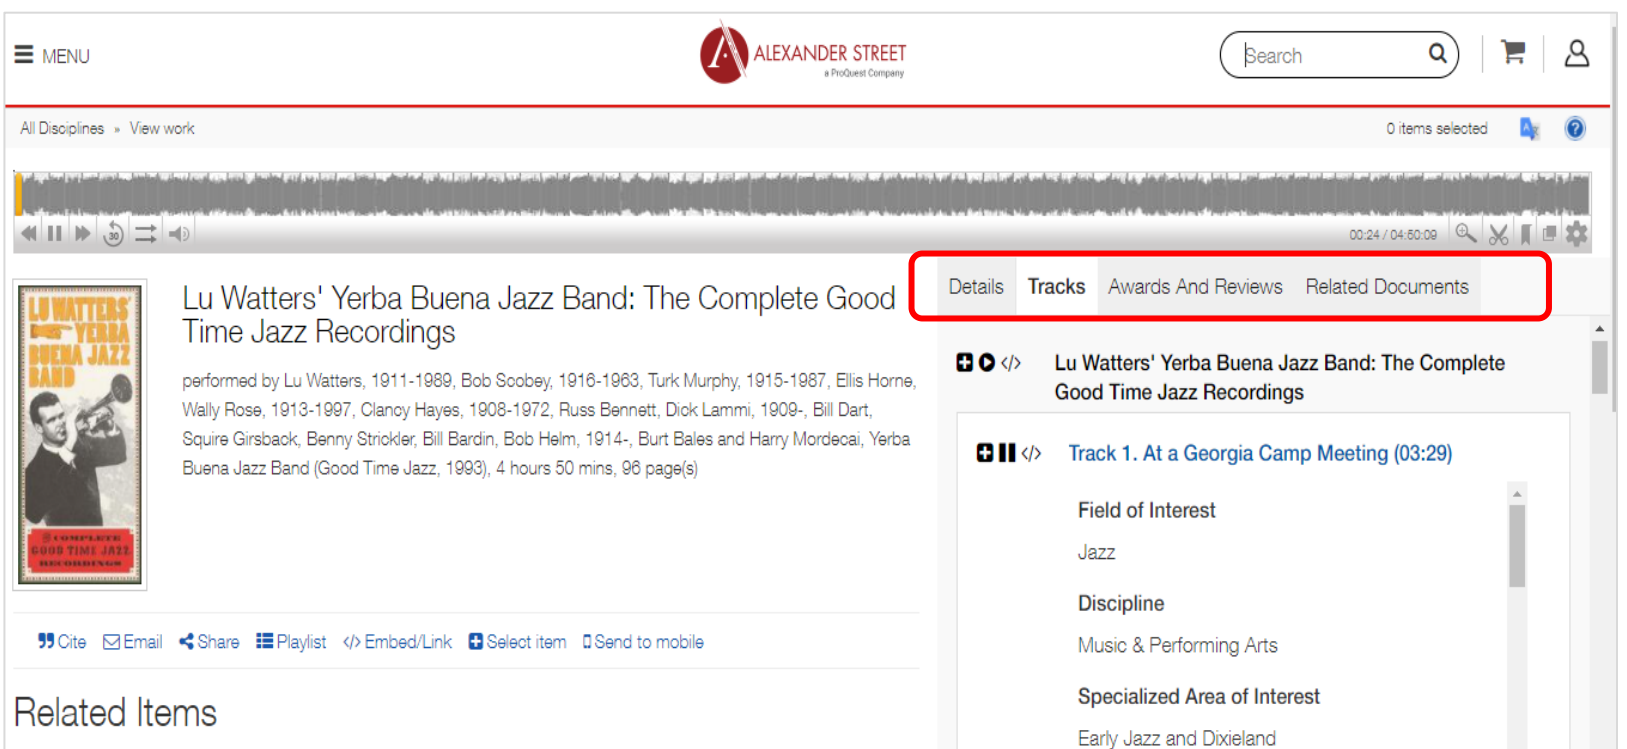 MENU
ALEXANDER STREET
a ProQuest Company
Search
All Disciplines » View work
0 items selected
30
00:24 / 04:50:09
LU WATTERS'
YERBA
BUENA JAZZ
BAND
COMPLETE
GOOD TIME JAZZ
RECORDINGS
Lu Watters' Yerba Buena Jazz Band: The Complete Good
Time Jazz Recordings
performed by Lu Watters, 1911-1989, Bob Scobey, 1916-1963, Turk Murphy, 1915-1987, Ellis Horne,
Wally Rose, 1913-1997, Clancy Hayes, 1908-1972, Russ Bennett, Dick Lammi, 1909-, Bill Dart,
Squire Girsback, Benny Strickler, Bill Bardin, Bob Helm, 1914-, Burt Bales and Harry Mordecai, Yerba
Buena Jazz Band (Good Time Jazz, 1993), 4 hours 50 mins, 96 page(s)
Cite Email Share Playlist </> Embed/Link Select item Send to mobile
Related Items
Details Tracks Awards And Reviews Related Documents
</> Lu Watters' Yerba Buena Jazz Band: The Complete
Good Time Jazz Recordings
</> Track 1. At a Georgia Camp Meeting (03:29)
Field of Interest
Jazz
Discipline
Music & Performing Arts
Specialized Area of Interest
Early Jazz and Dixieland